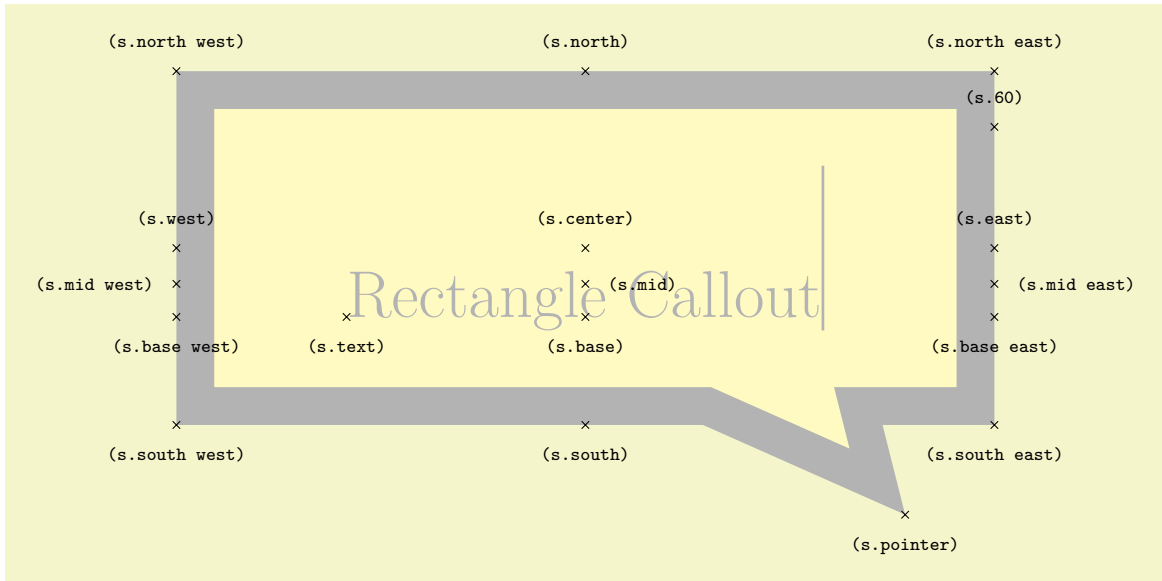 (s.north west) (s.north) (s.north east)
(s.60)
(s.west) (s.center) (s.east)
(s.mid west) Rectangle Callout (s.mid) (s.mid east)
(s.base west) (s.text) (s.base) (s.base east)
(s.south west) (s.south) (s.south east)
(s.pointer)